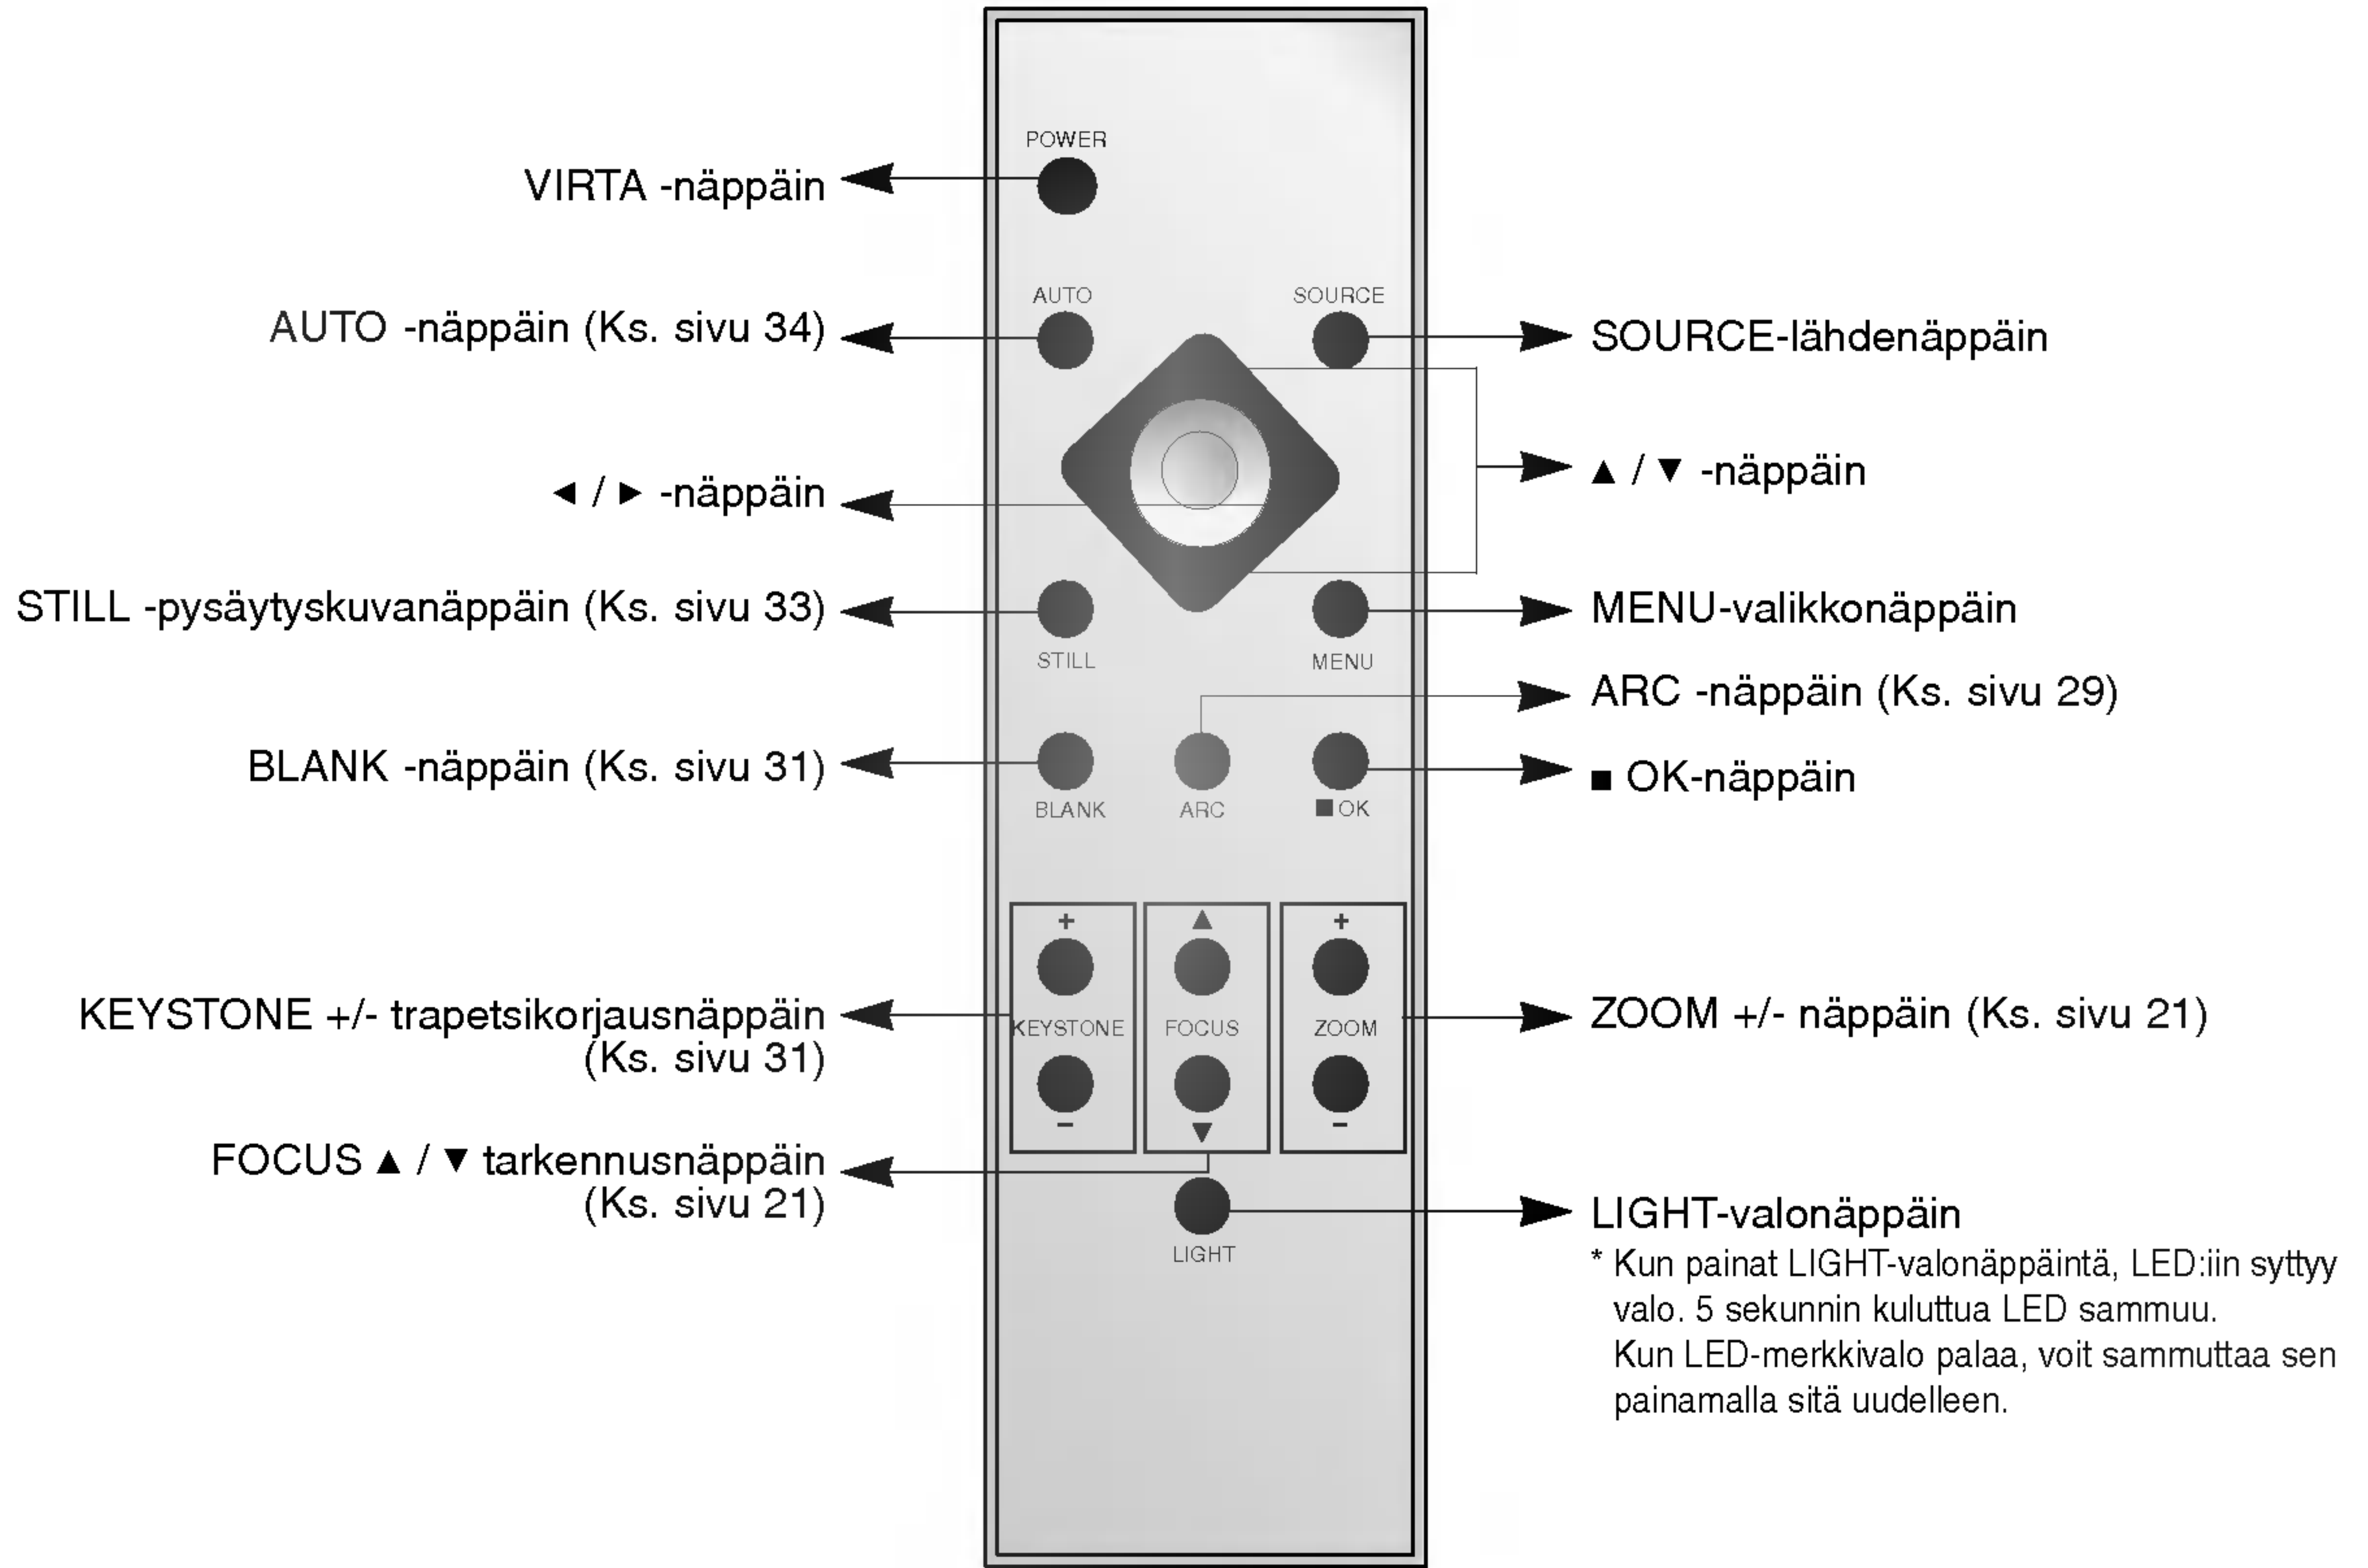 POWER
VIRTA -näppäin
AUTO
SOURCE
AUTO -näppäin (Ks. sivu 34)
SOURCE-lähdenäppäin
◄ / ► -näppäin
▲ / ▼ -näppäin
STILL -pysäytyskuvanäppäin (Ks. sivu 33)
MENU-valikkonäppäin
STILL
MENU
ARC -näppäin (Ks. sivu 29)
BLANK -näppäin (Ks. sivu 31)
■ OK-näppäin
BLANK
ARC
■ OK
+
▲
+
KEYSTONE +/- trapetsikorjausnäppäin
(Ks. sivu 31)
KEYSTONE
FOCUS
ZOOM
ZOOM +/- näppäin (Ks. sivu 21)
–
▼
–
FOCUS ▲ / ▼ tarkennusnäppäin
(Ks. sivu 21)
LIGHT
LIGHT-valonäppäin
* Kun painat LIGHT-valonäppäintä, LED:iin syttyy
valo. 5 sekunnin kuluttua LED sammuu.
Kun LED-merkkivalo palaa, voit sammuttaa sen
painamalla sitä uudelleen.